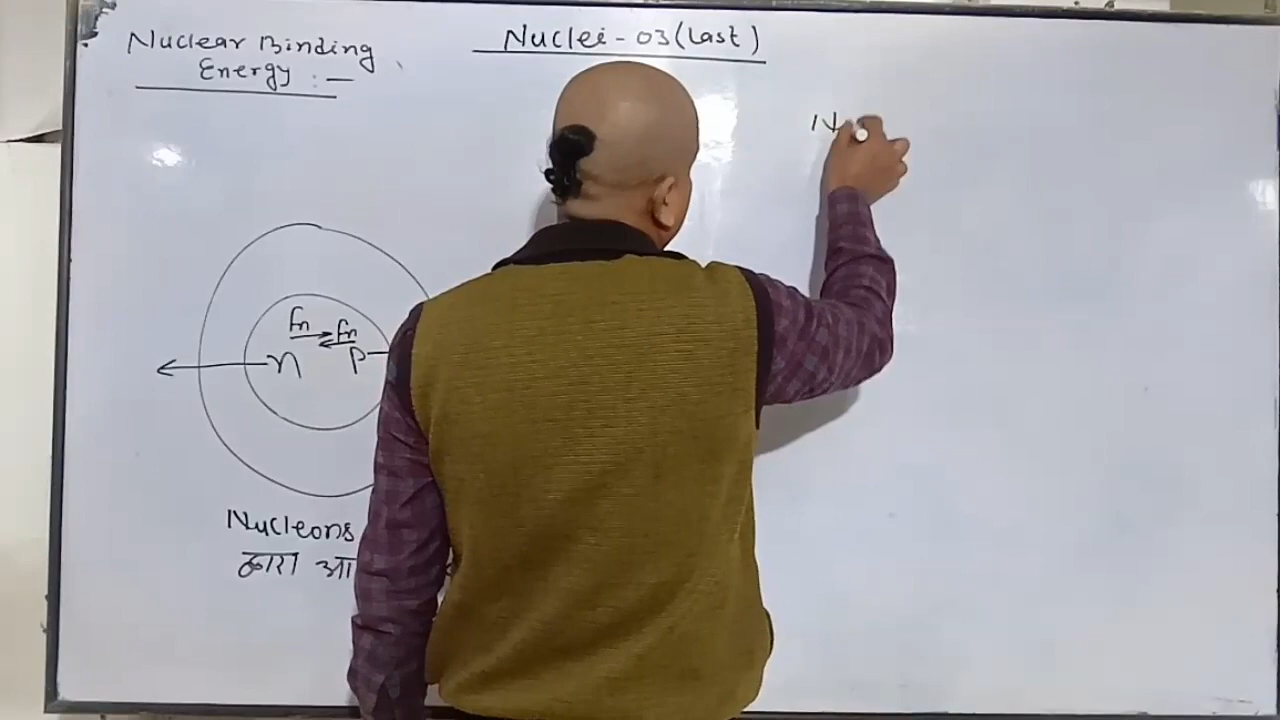 Nuclei - 03 (Last)
Nuclear Binding
Energy :-
Fn Fn
n P
Nucleons
द्वारा आ